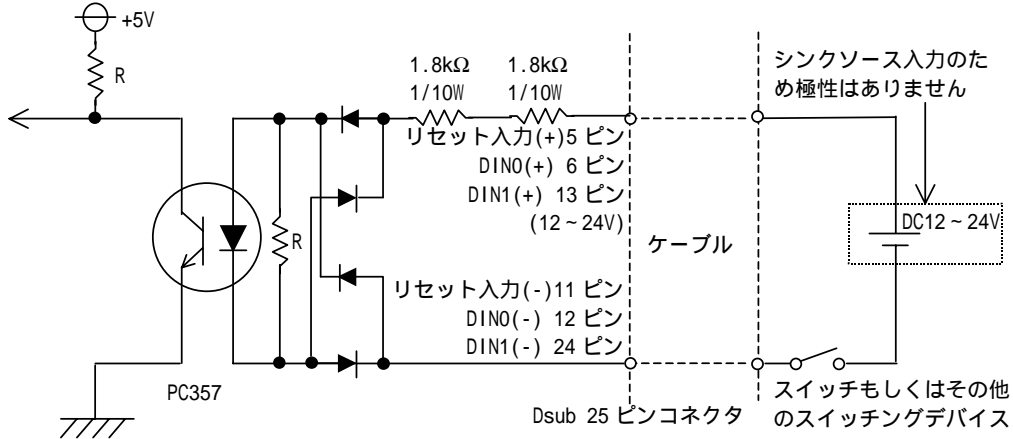 +5V
R
1.8kΩ
1/10W
1.8kΩ
1/10W
リセット入力(+)5 ピン
DIN0(+) 6 ピン
DIN1(+) 13 ピン
(12~24V)
R
リセット入力(-)11 ピン
DIN0(-) 12 ピン
DIN1(-) 24 ピン
PC357
ケーブル
Dsub 25 ピンコネクタ
シンクソース入力のた
め極性はありません
DC12~24V
スイッチもしくはその他
のスイッチングデバイス